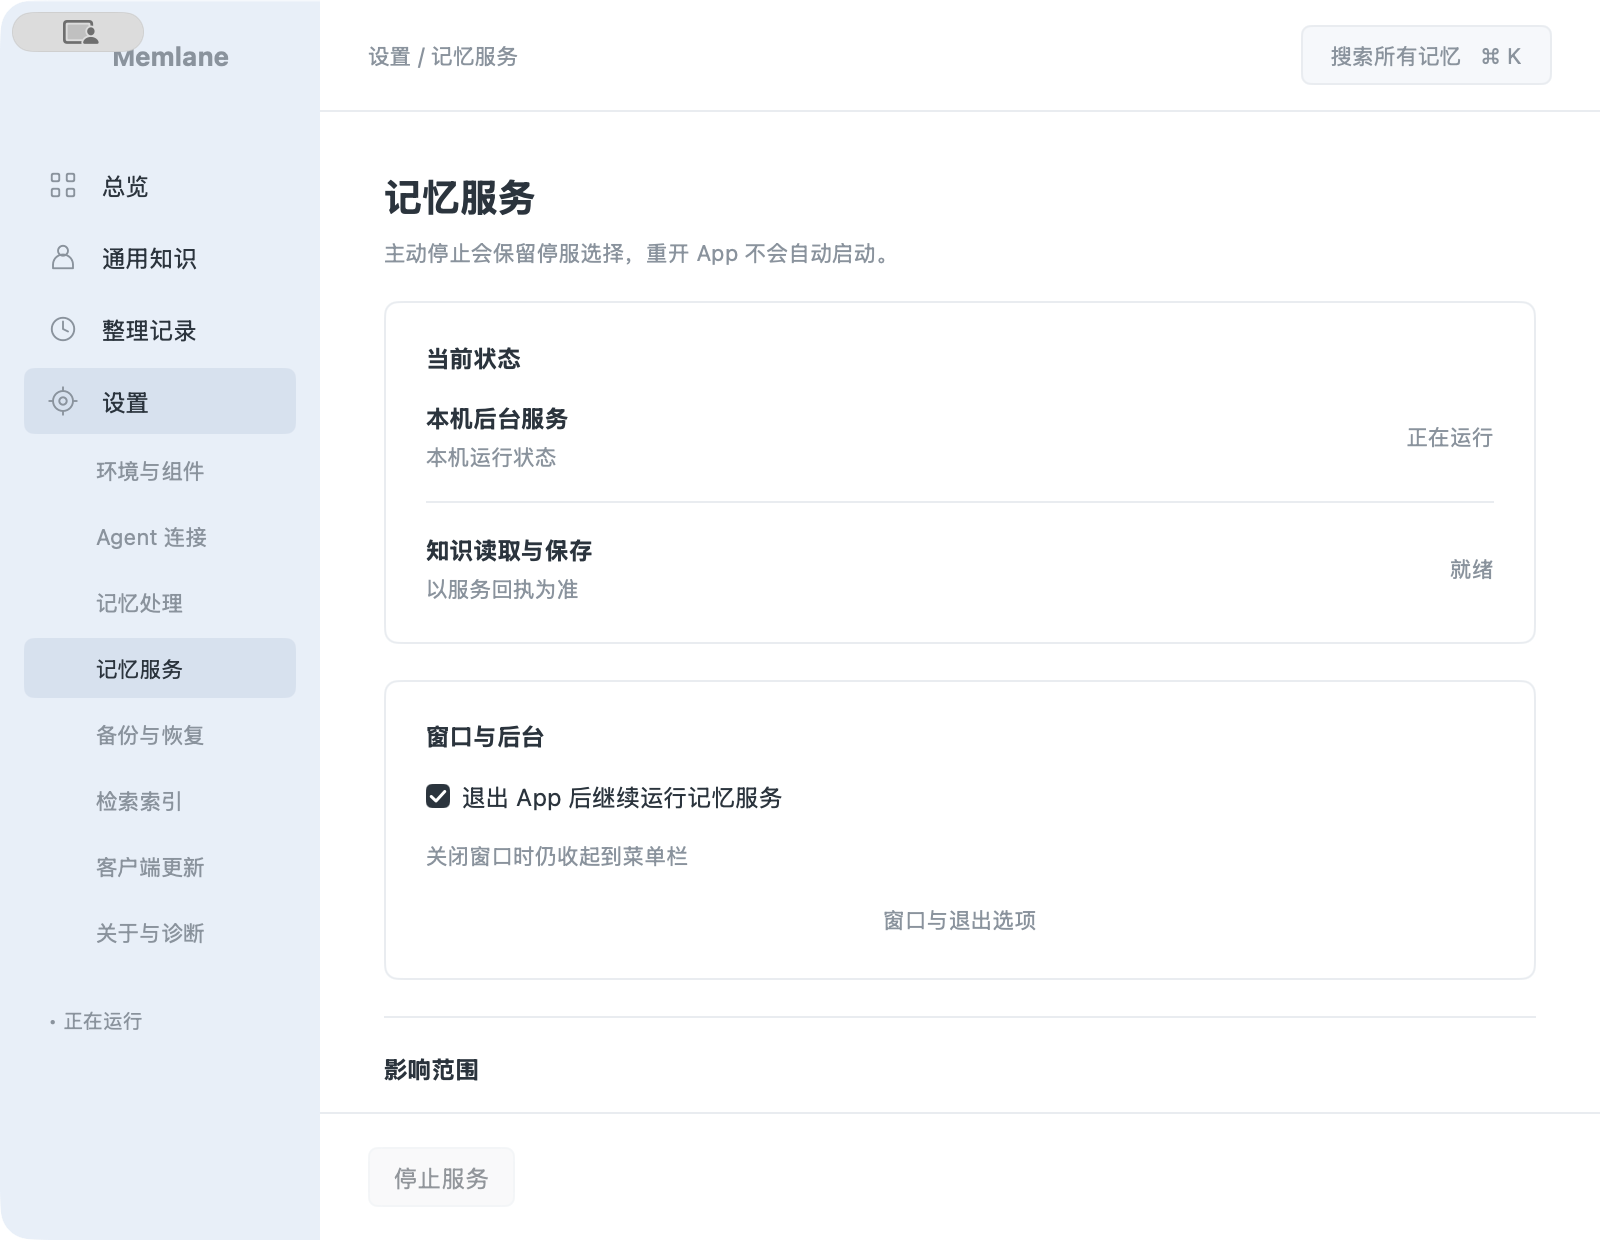 Memlane
总览
通用知识
整理记录
设置
环境与组件
Agent 连接
记忆处理
记忆服务
备份与恢复
检索索引
客户端更新
关于与诊断
• 正在运行
设置 / 记忆服务
搜索所有记忆 ⌘ K
记忆服务
主动停止会保留停服选择，重开 App 不会自动启动。
当前状态
本机后台服务
本机运行状态
正在运行
知识读取与保存
以服务回执为准
就绪
窗口与后台
退出 App 后继续运行记忆服务
关闭窗口时仍收起到菜单栏
窗口与退出选项
影响范围
停止服务